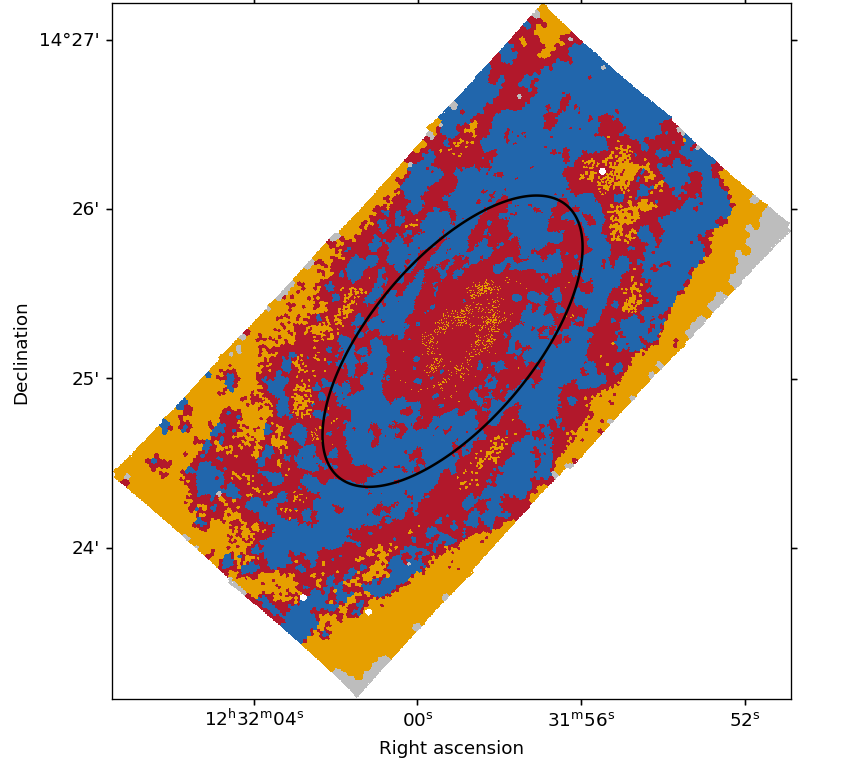 14°27'
26'
25'
24'
Declination
12ʰ32ᵐ04ˢ 00ˢ 31ᵐ56ˢ 52ˢ
Right ascension